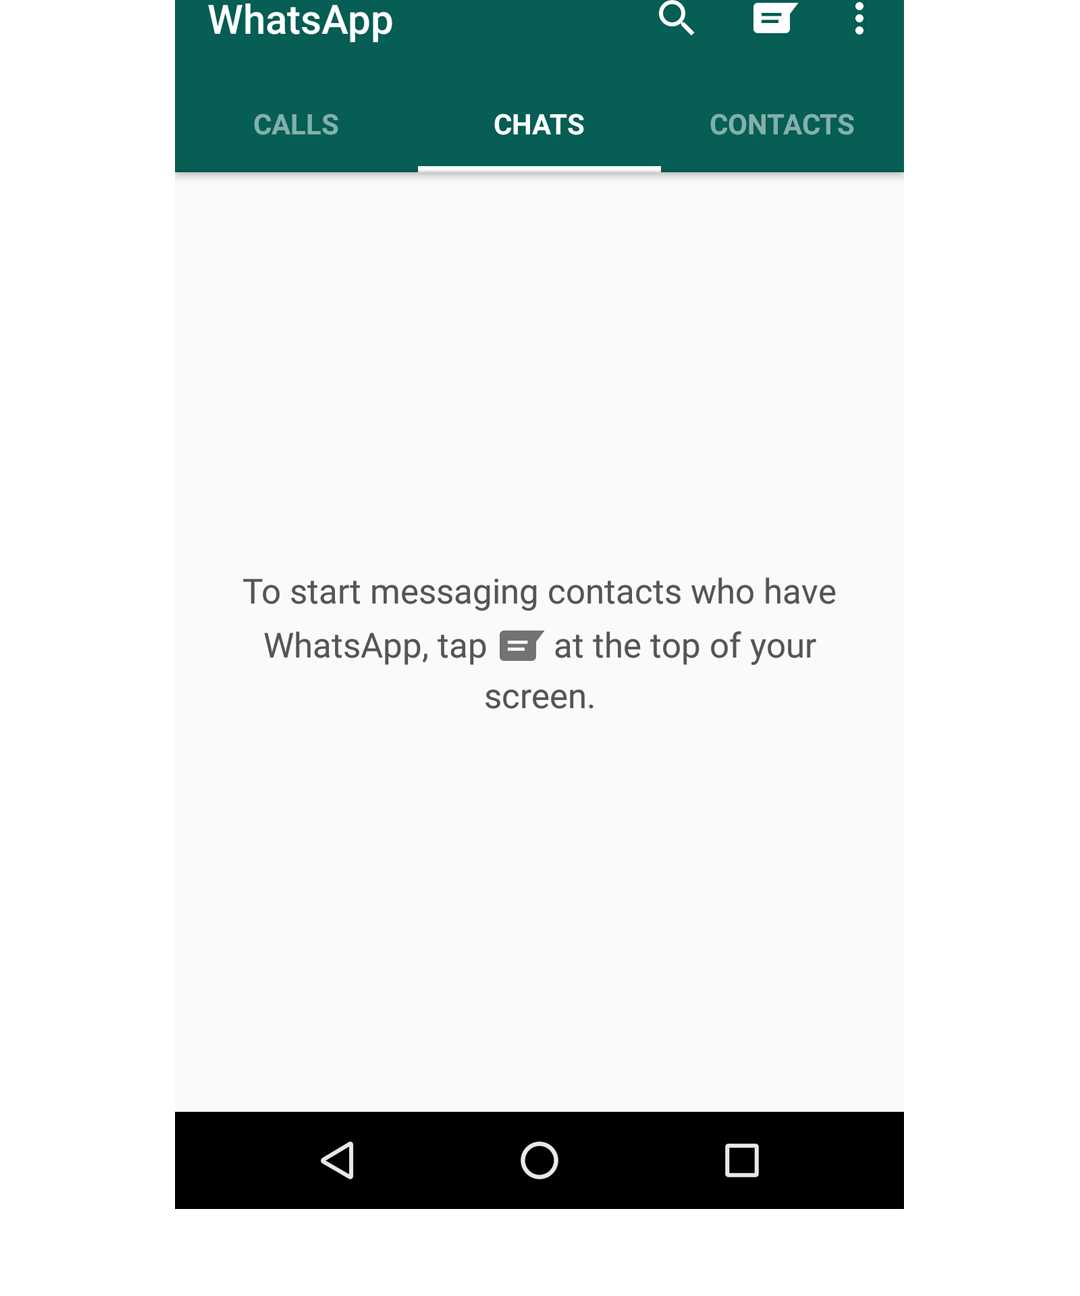 WhatsApp
CALLS CHATS CONTACTS
To start messaging contacts who have
WhatsApp, tap at the top of your
screen.